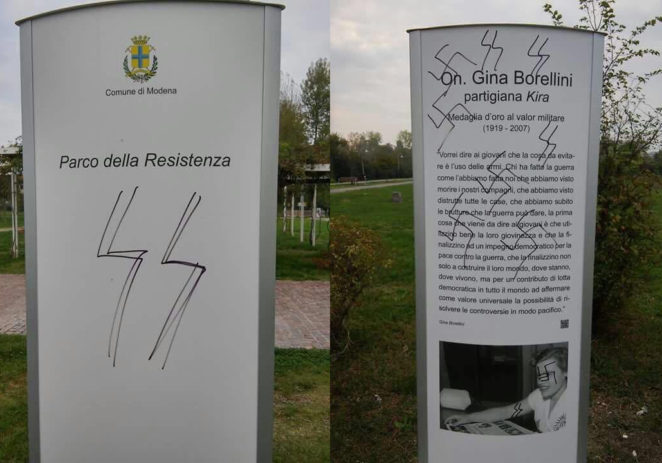 Comune di Modena
Parco della Resistenza
On. Gina Borellini
partigiana Kira
Medaglia d'oro al valor militare
(1919 - 2007)
"Vorrei dire ai giovani che la cosa da evita-
re è l'uso delle armi. Chi ha fatto la guerra
come l'abbiamo fatta noi che abbiamo visto
morire i nostri compagni, che abbiamo visto
distrutte tutte le case, che abbiamo subito
le brutture che la guerra può dare, la prima
cosa che viene da dire ai giovani è che uti-
lizzino bene la loro giovinezza e che la fi-
nalizzino ad un impegno democratico per la
pace contro la guerra, che la finalizzino non
solo a costruire il loro mondo, dove stanno,
dove vivono, ma per un contributo di lotta
democratica in tutto il mondo ad affermare
come valore universale la possibilità di ri-
solvere le controversie in modo pacifico."
Gina Borellini